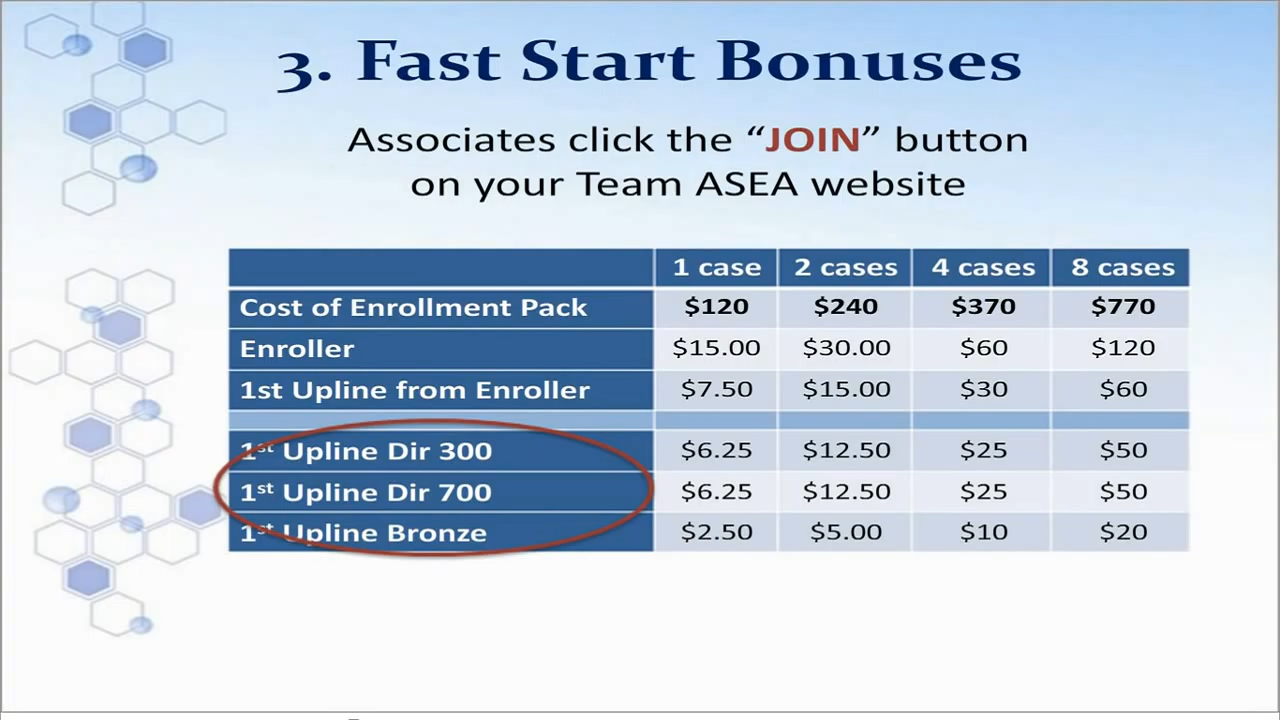 3. Fast Start Bonuses
Associates click the “JOIN” button
on your Team ASEA website
1 case 2 cases 4 cases 8 cases
Cost of Enrollment Pack $120 $240 $370 $770
Enroller $15.00 $30.00 $60 $120
1st Upline from Enroller $7.50 $15.00 $30 $60
1st Upline Dir 300 $6.25 $12.50 $25 $50
1st Upline Dir 700 $6.25 $12.50 $25 $50
1st Upline Bronze $2.50 $5.00 $10 $20